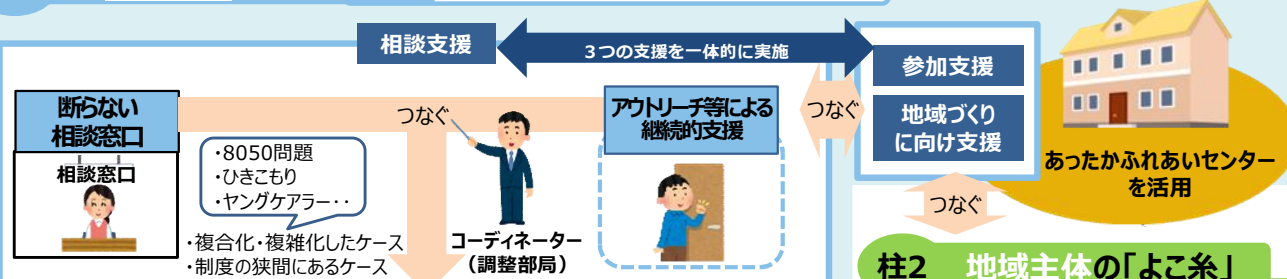 相談支援
3つの支援を一体的に実施
参加支援
地域づくり
に向け支援
断らない
相談窓口
相談窓口
つなぐ
アウトリーチ等による
継続的支援
つなぐ
あったかふれあいセンター
を活用
・8050問題
・ひきこもり
・ヤングケアラー・・
・複合化・複雑化したケース
・制度の狭間にあるケース
コーディネーター
（調整部局）
つなぐ
柱2 地域主体の「よこ糸」